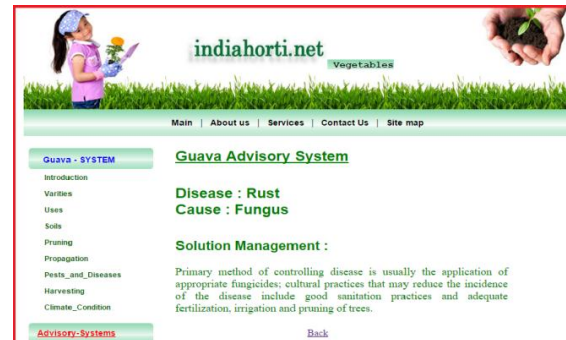 indiahorti.net
Vegetables
Main | About us | Services | Contact Us | Site map
Guava - SYSTEM
Introduction
Varities
Uses
Soils
Pruning
Propagation
Pests_and_Diseases
Harvesting
Climate_Condition
Advisory-Systems
Guava Advisory System
Disease : Rust
Cause : Fungus
Solution Management :
Primary method of controlling disease is usually the application of
appropriate fungicides; cultural practices that may reduce the incidence
of the disease include good sanitation practices and adequate
fertilization, irrigation and pruning of trees.
Back